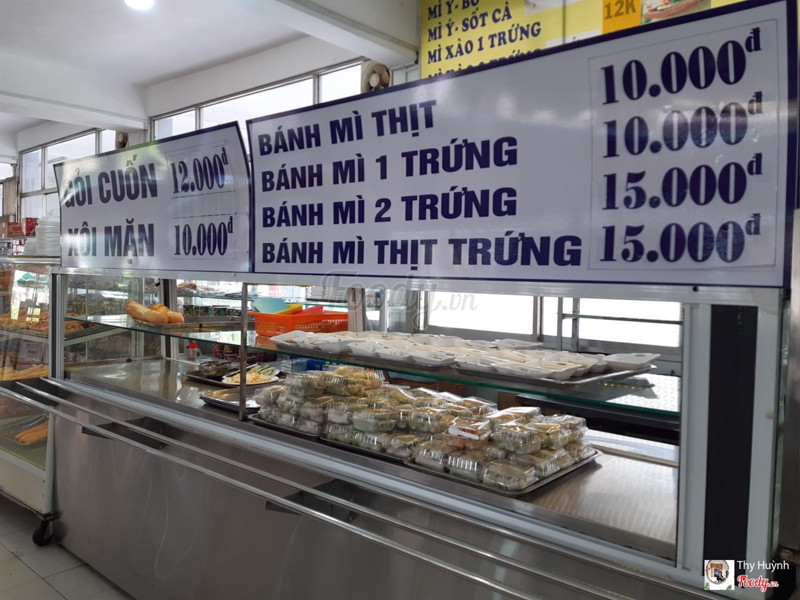 MÌ Ý- BÒ
MÌ Ý- SỐT CÀ
MÌ XÀO 1 TRỨNG
12K
GỎI CUỐN 12.000đ
XÔI MẶN 10.000đ
BÁNH MÌ THỊT 10.000đ
BÁNH MÌ 1 TRỨNG 10.000đ
BÁNH MÌ 2 TRỨNG 15.000đ
BÁNH MÌ THỊT TRỨNG 15.000đ
Foody.vn
Thy Huỳnh
Foody.vn